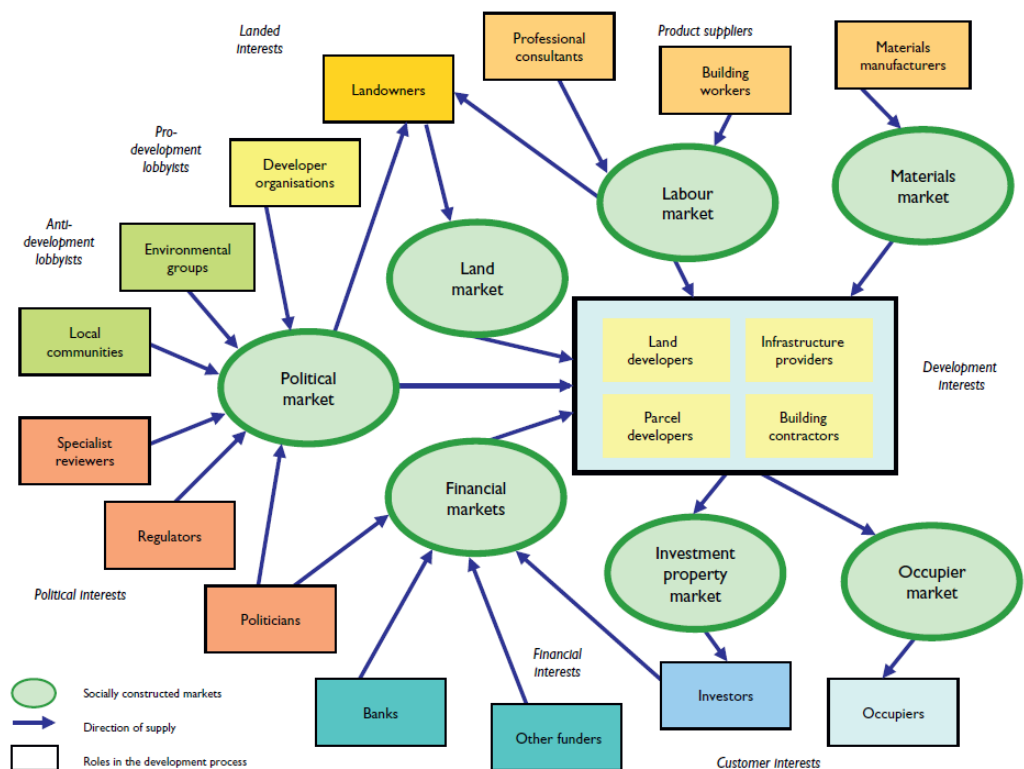 Landed
interests
Professional
consultants
Product suppliers
Materials
manufacturers
Landowners
Building
workers
Pro-
development
lobbyists
Developer
organisations
Labour
market
Materials
market
Anti-
development
lobbyists
Environmental
groups
Land
market
Local
communities
Land
developers
Infrastructure
providers
Development
interests
Political
market
Parcel
developers
Building
contractors
Specialist
reviewers
Financial
markets
Regulators
Investment
property
market
Occupier
market
Political interests
Politicians
Financial
interests
Socially constructed markets
Banks
Investors
Occupiers
Direction of supply
Other funders
Roles in the development process
Customer interests